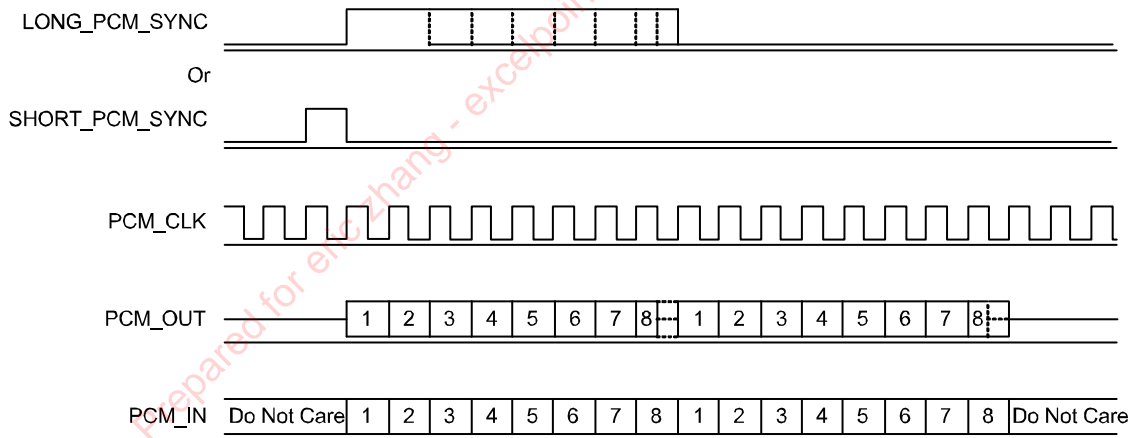 LONG_PCM_SYNC
Or
SHORT_PCM_SYNC
PCM_CLK
PCM_OUT 1 2 3 4 5 6 7 8 1 2 3 4 5 6 7 8
PCM_IN Do Not Care 1 2 3 4 5 6 7 8 1 2 3 4 5 6 7 8 Do Not Care
Prepared for eric zhang - excelpoin